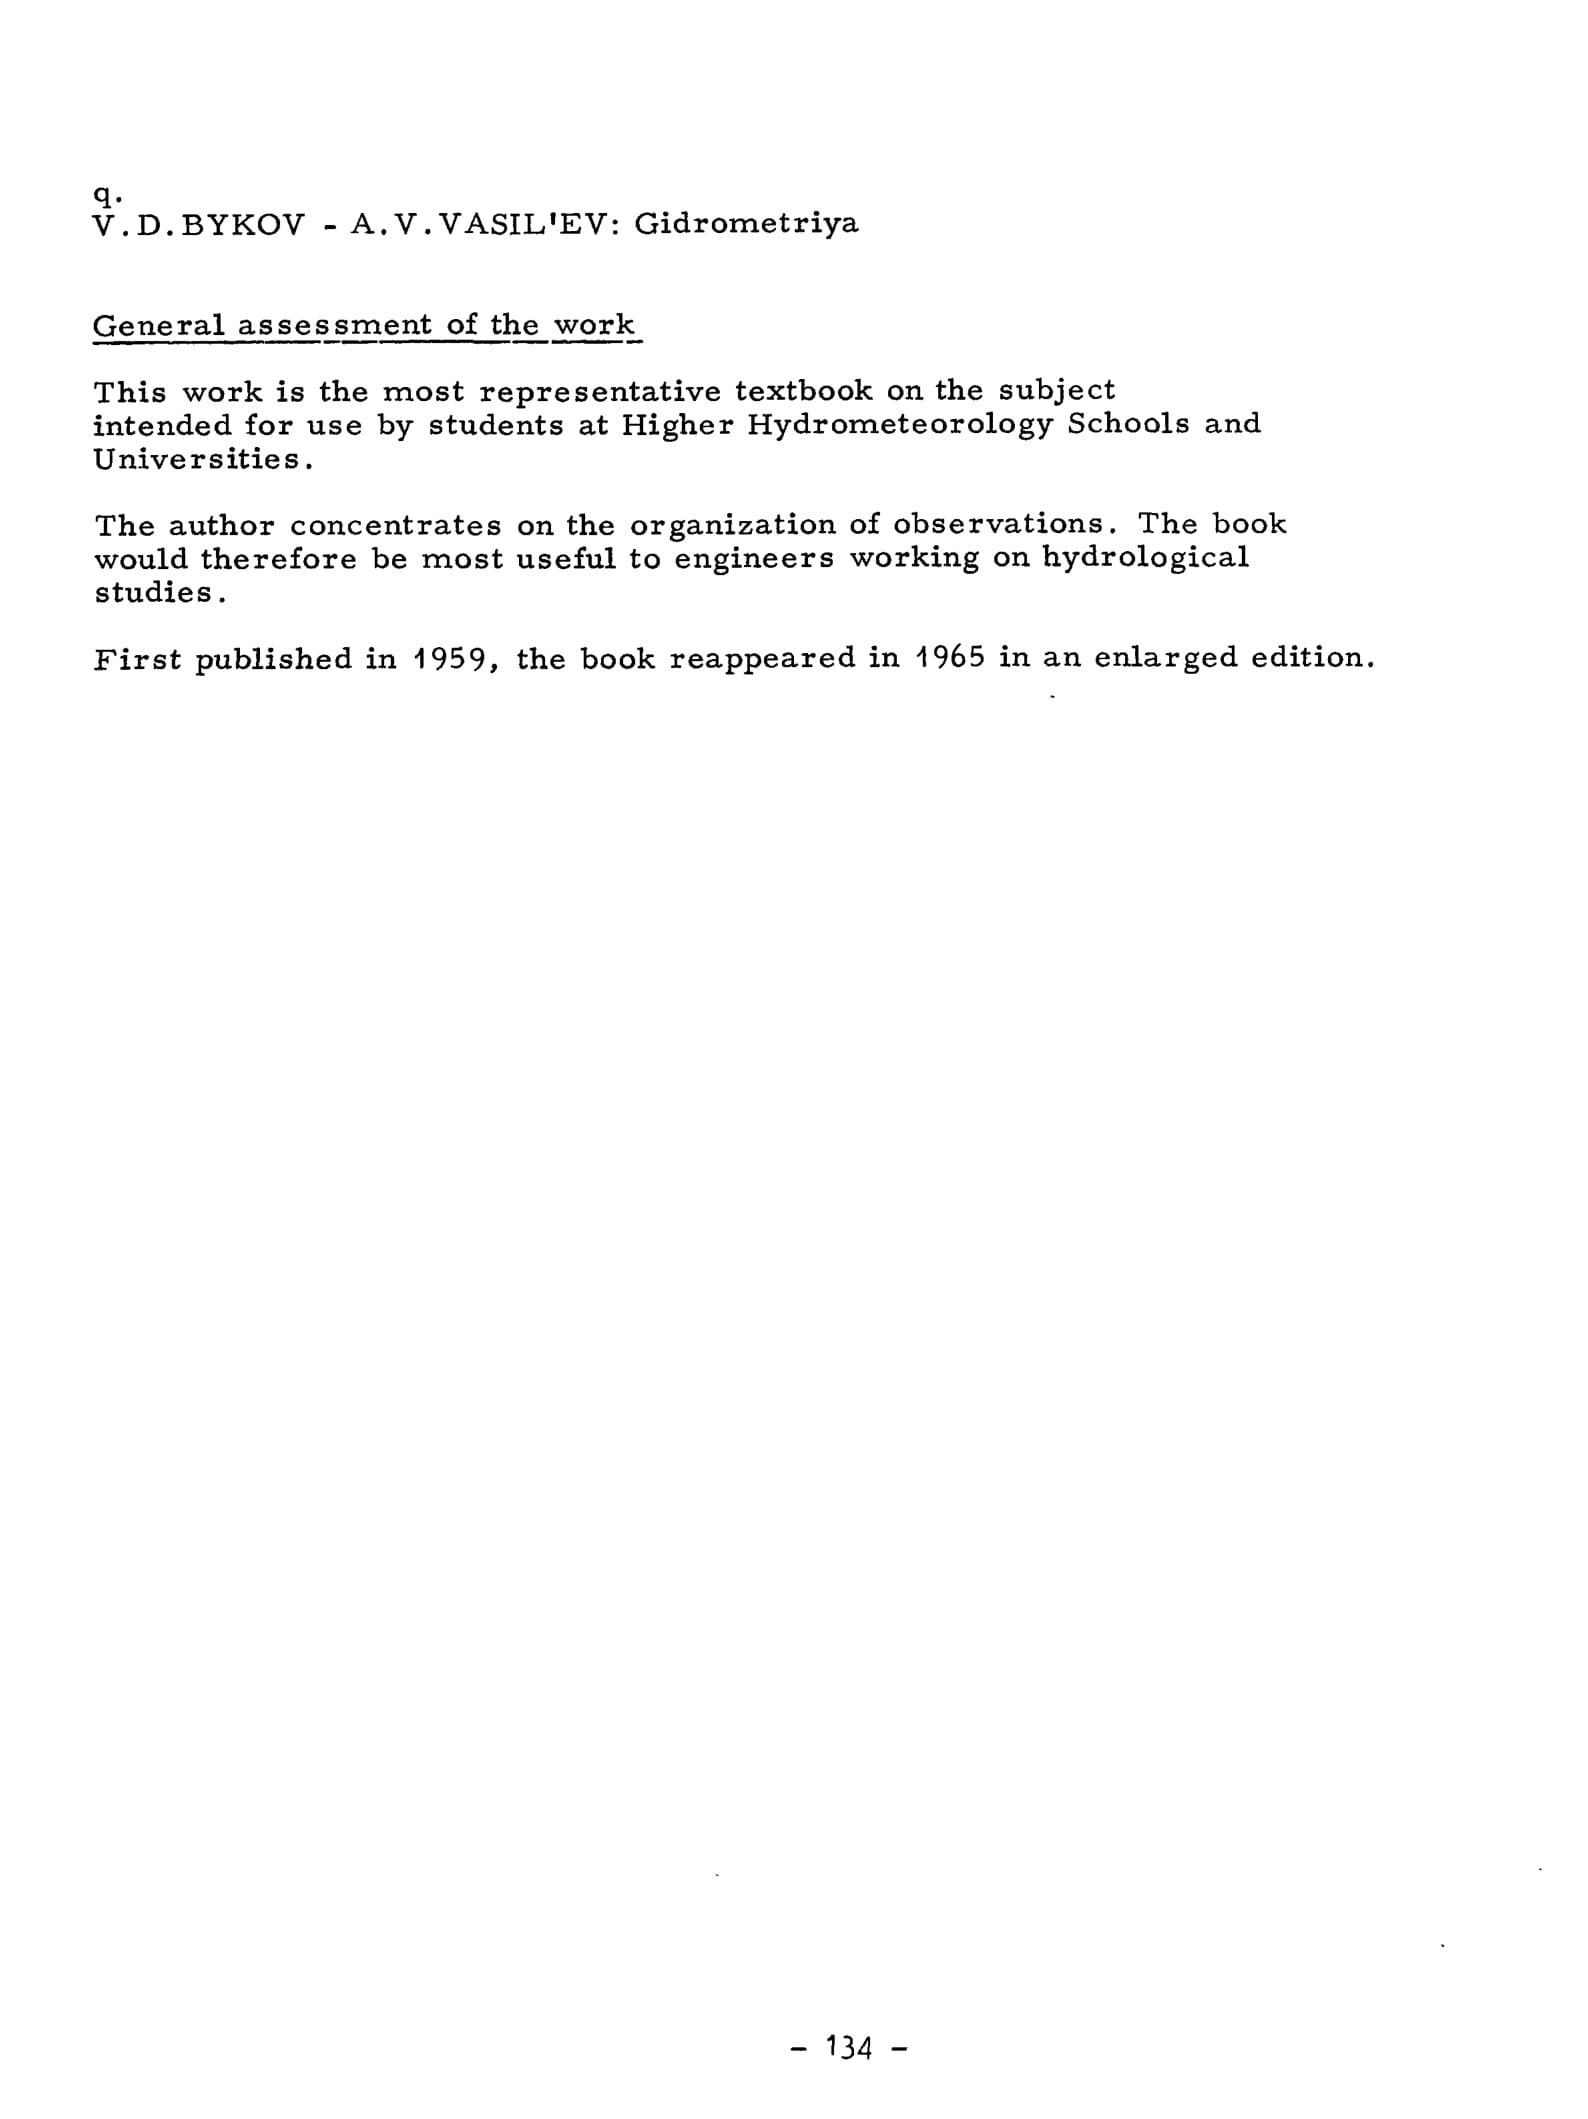 q.
V.D.BYKOV - A.V.VASIL'EV: Gidrometriya
General assessment of the work
This work is the most representative textbook on the subject
intended for use by students at Higher Hydrometeorology Schools and
Universities.
The author concentrates on the organization of observations. The book
would therefore be most useful to engineers working on hydrological
studies.
First published in 1959, the book reappeared in 1965 in an enlarged edition.
- 134 -